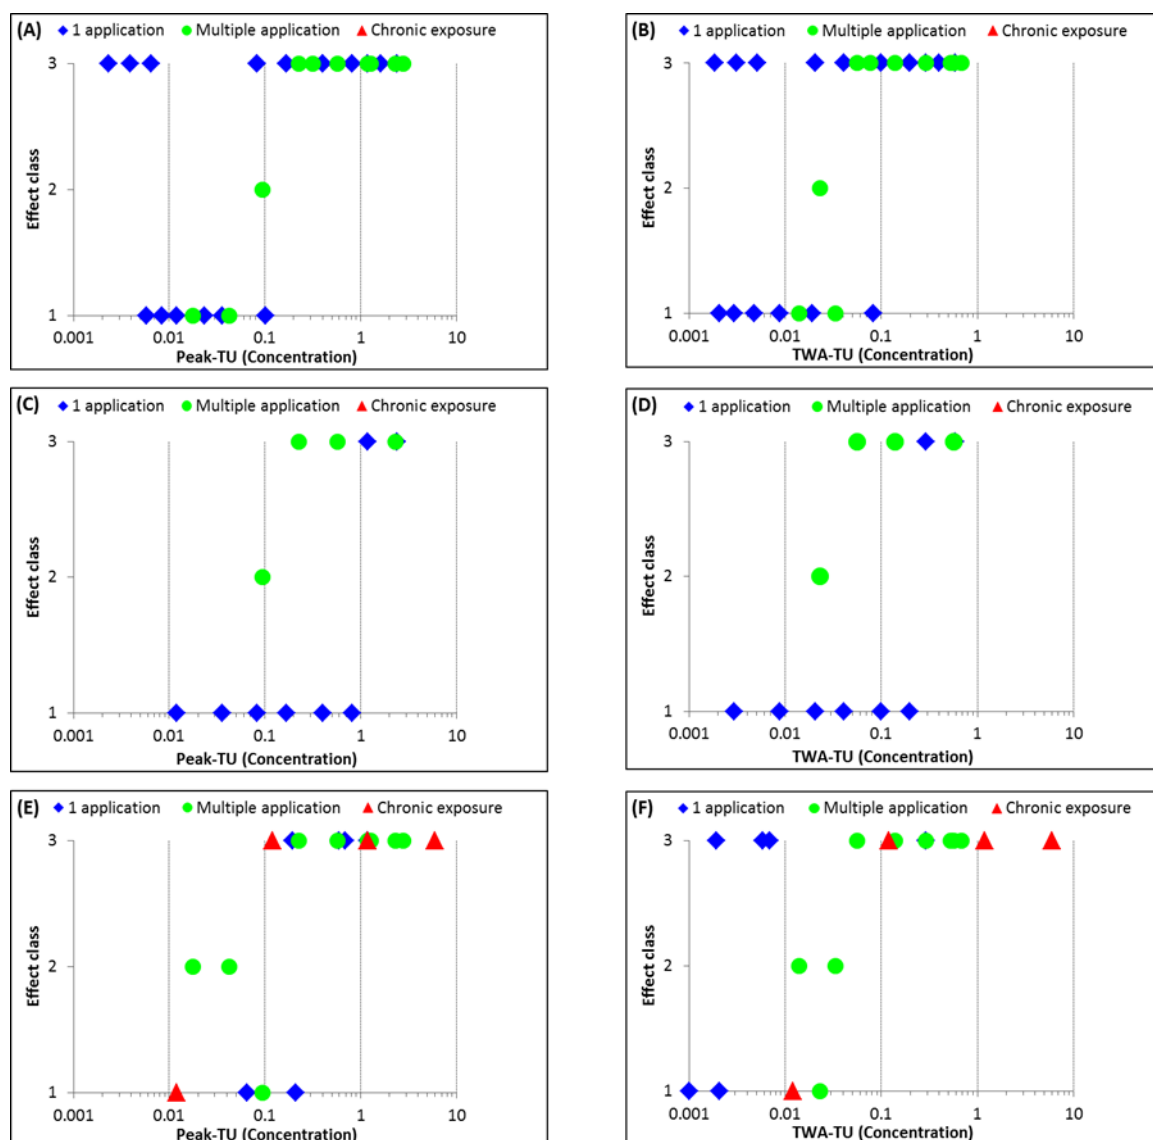 (A) 1 application Multiple application Chronic exposure
3
2
1
Effect class
0.001 0.01 0.1 1 10
Peak-TU (Concentration)
(B) 1 application Multiple application Chronic exposure
3
2
1
Effect class
0.001 0.01 0.1 1 10
TWA-TU (Concentration)
(C) 1 application Multiple application Chronic exposure
3
2
1
Effect class
0.001 0.01 0.1 1 10
Peak-TU (Concentration)
(D) 1 application Multiple application Chronic exposure
3
2
1
Effect class
0.001 0.01 0.1 1 10
TWA-TU (Concentration)
(E) 1 application Multiple application Chronic exposure
3
2
1
Effect class
0.001 0.01 0.1 1 10
Peak-TU (Concentration)
(F) 1 application Multiple application Chronic exposure
3
2
1
Effect class
0.001 0.01 0.1 1 10
TWA-TU (Concentration)